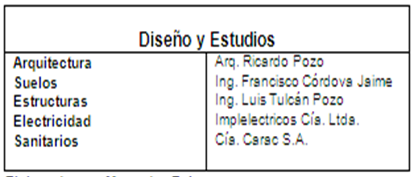 Diseño y Estudios
Arquitectura Arq. Ricardo Pozo
Suelos Ing. Francisco Córdova Jaime
Estructuras Ing. Luis Tulcán Pozo
Electricidad Implelectricos Cía. Ltda.
Sanitarios Cía. Carac S.A.